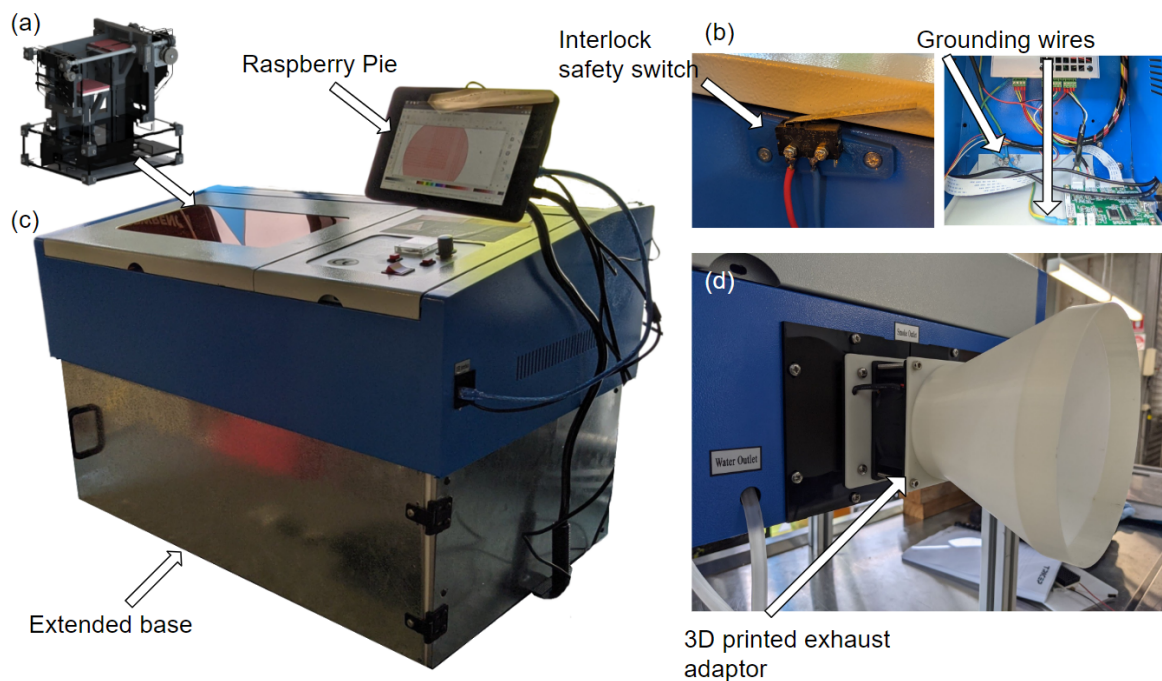 (a)
Raspberry Pie
Interlock
safety switch
(b)
Grounding wires
(c)
(d)
Smoke Outlet
Water Outlet
Extended base
3D printed exhaust
adaptor